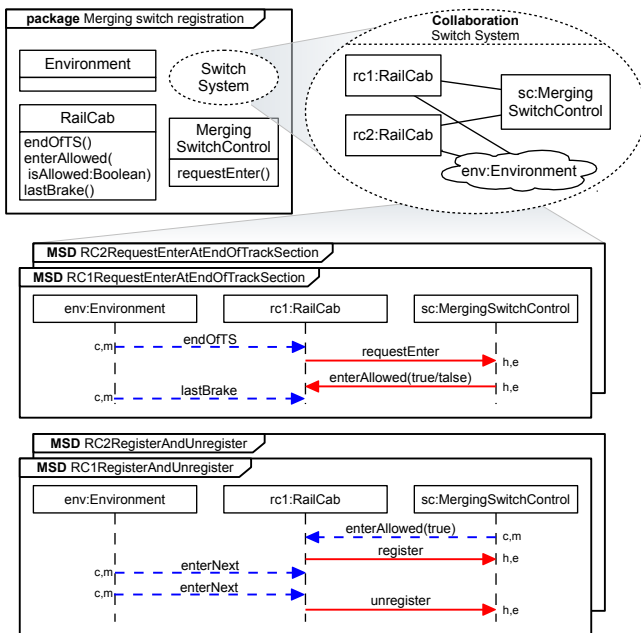 package Merging switch registration
Environment
Switch
System
RailCab
endOfTS()
enterAllowed(
isAllowed:Boolean)
lastBrake()
Merging
SwitchControl
requestEnter()
Collaboration
Switch System
rc1:RailCab
rc2:RailCab
sc:Merging
SwitchControl
env:Environment
MSD RC2RequestEnterAtEndOfTrackSection
MSD RC1RequestEnterAtEndOfTrackSection
env:Environment rc1:RailCab sc:MergingSwitchControl
c,m endOfTS
requestEnter h,e
enterAllowed(true/talse) h,e
c,m lastBrake
MSD RC2RegisterAndUnregister
MSD RC1RegisterAndUnregister
env:Environment rc1:RailCab sc:MergingSwitchControl
enterAllowed(true) c,m
register h,e
c,m enterNext
c,m enterNext
unregister h,e